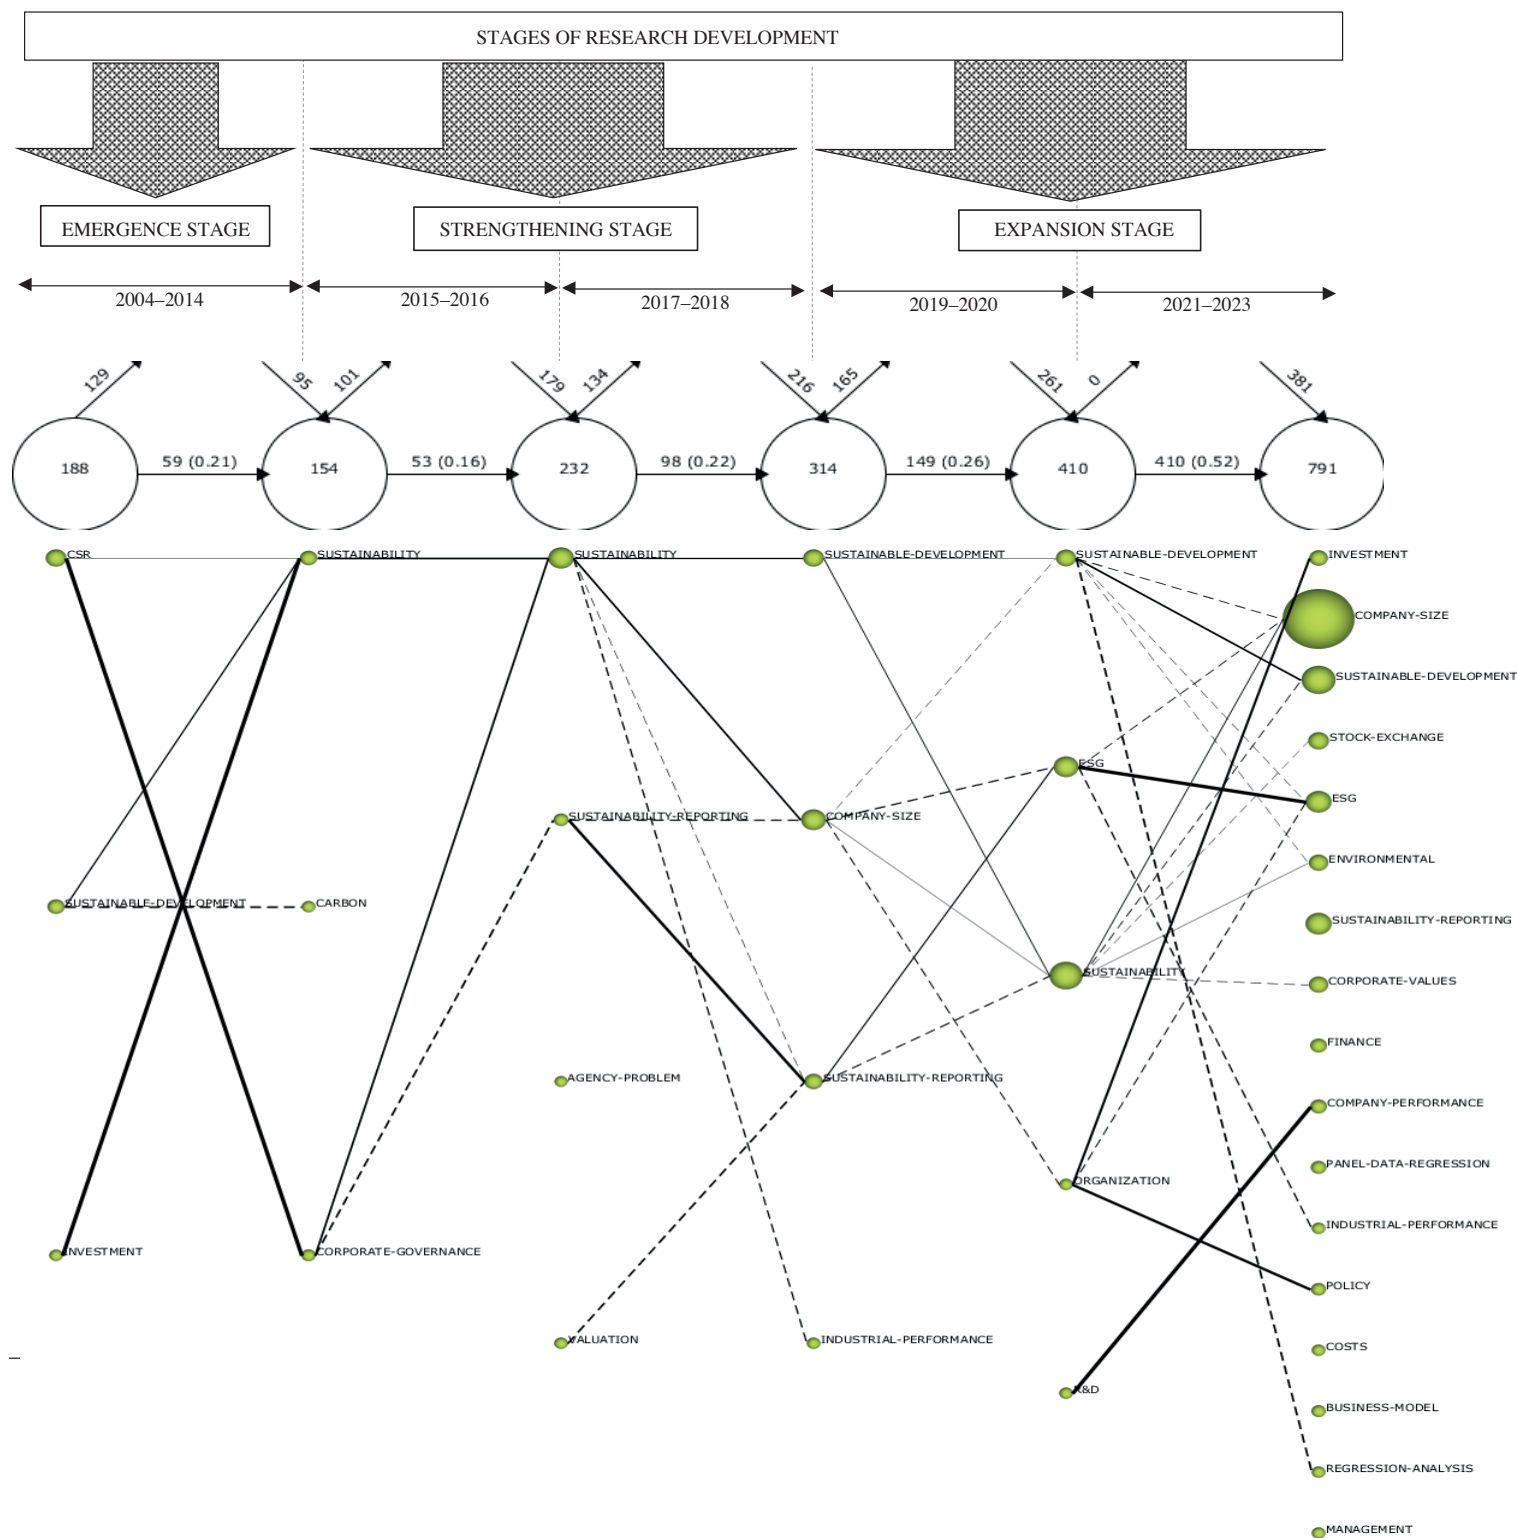 STAGES OF RESEARCH DEVELOPMENT
EMERGENCE STAGE
STRENGTHENING STAGE
EXPANSION STAGE
2004–2014
2015–2016
2017–2018
2019–2020
2021–2023
129
95
101
179
134
216
165
261
0
381
188
59 (0.21)
154
53 (0.16)
232
98 (0.22)
314
149 (0.26)
410
410 (0.52)
791
CSR
SUSTAINABLE-DEVELOPMENT
INVESTMENT
SUSTAINABILITY
CARBON
CORPORATE-GOVERNANCE
SUSTAINABILITY
SUSTAINABILITY-REPORTING
AGENCY-PROBLEM
VALUATION
SUSTAINABLE-DEVELOPMENT
COMPANY-SIZE
SUSTAINABILITY-REPORTING
INDUSTRIAL-PERFORMANCE
SUSTAINABLE-DEVELOPMENT
ESG
SUSTAINABILITY
ORGANIZATION
R&D
INVESTMENT
COMPANY-SIZE
SUSTAINABLE-DEVELOPMENT
STOCK-EXCHANGE
ESG
ENVIRONMENTAL
SUSTAINABILITY-REPORTING
CORPORATE-VALUES
FINANCE
COMPANY-PERFORMANCE
PANEL-DATA-REGRESSION
INDUSTRIAL-PERFORMANCE
POLICY
COSTS
BUSINESS-MODEL
REGRESSION-ANALYSIS
MANAGEMENT